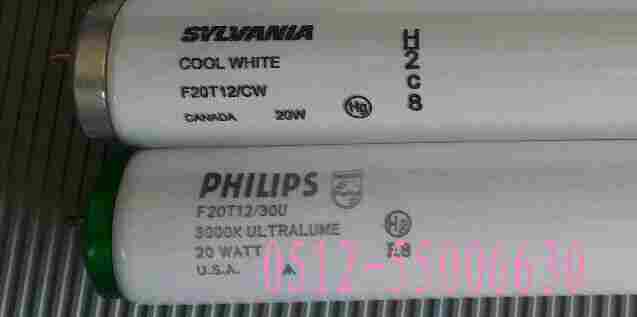 SYLVANIA
COOL WHITE
F20T12/CW
CANADA 20W
Hg
H
2
C
8
PHILIPS
F20T12/30U
3000K ULTRALUME
20 WATT
U.S.A.
Hg
0512-55006630